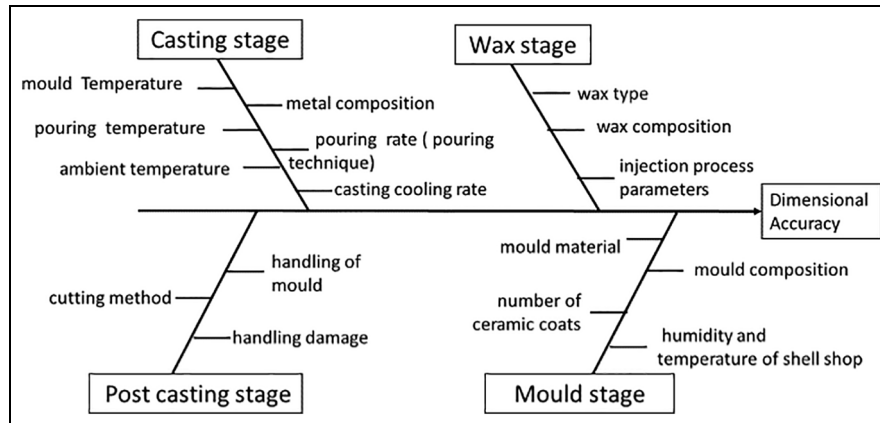 Casting stage
Wax stage
mould Temperature
metal composition
pouring temperature
pouring rate ( pouring
technique)
ambient temperature
casting cooling rate
wax type
wax composition
injection process
parameters
Dimensional
Accuracy
handling of
mould
cutting method
handling damage
mould material
mould composition
number of
ceramic coats
humidity and
temperature of shell shop
Post casting stage
Mould stage